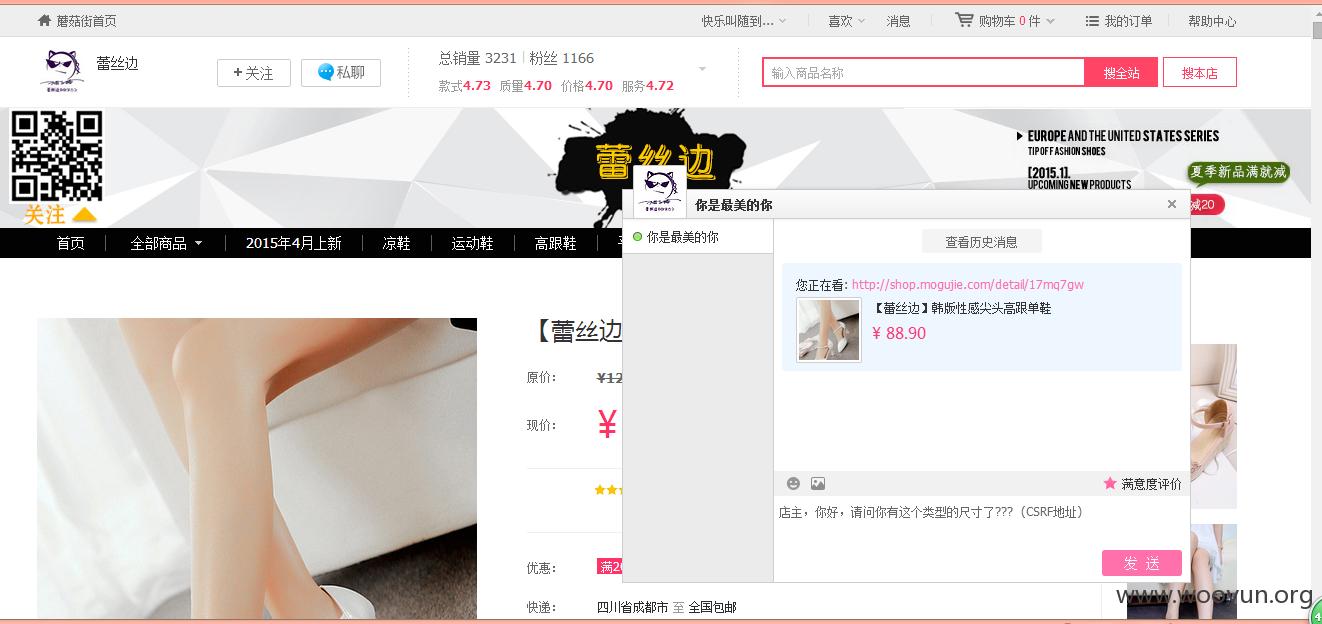 蘑菇街首页 快乐叫随到... 喜欢 消息 购物车 0 件 我的订单 帮助中心
蕾丝边 +关注 私聊
总销量 3231 粉丝 1166
款式4.73 质量4.70 价格4.70 服务4.72
输入商品名称 搜全站 搜本店
蕾丝边
EUROPE AND THE UNITED STATES SERIES
TIP OF FASHION SHOES
[2015.1].
UPCOMING NEW PRODUCTS
夏季新品满就减
减20
关注
首页 全部商品 2015年4月上新 凉鞋 运动鞋 高跟鞋
你是最美的你
你是最美的你
查看历史消息
您正在看: http://shop.mogujie.com/detail/17mq7gw
【蕾丝边】韩版性感尖头高跟单鞋
¥ 88.90
满意度评价
店主，你好，请问你有这个类型的尺寸了???（CSRF地址）
发 送
【蕾丝边
原价： ¥12
现价： ¥
优惠： 满20
快递： 四川省成都市 至 全国包邮
www.wooyun.org